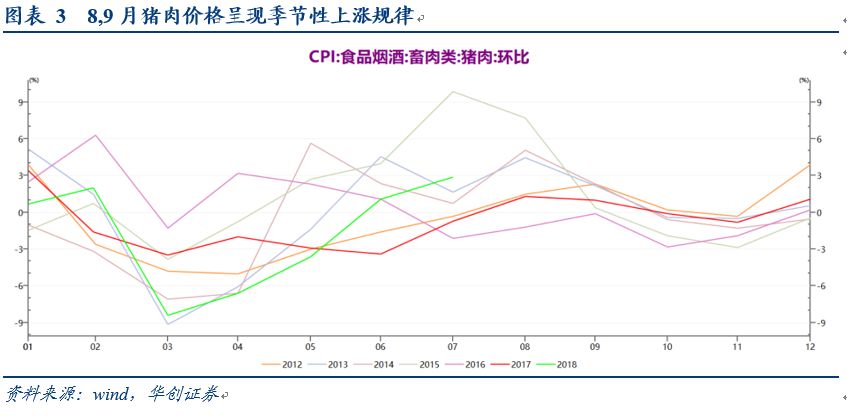 图表 3 8,9 月猪肉价格呈现季节性上涨规律
CPI:食品烟酒:畜肉类:猪肉:环比
(%) (%)
9 9
6 6
3 3
0 0
-3 -3
-6 -6
-9 -9
01 02 03 04 05 06 07 08 09 10 11 12
2012 2013 2014 2015 2016 2017 2018
资料来源：wind，华创证券